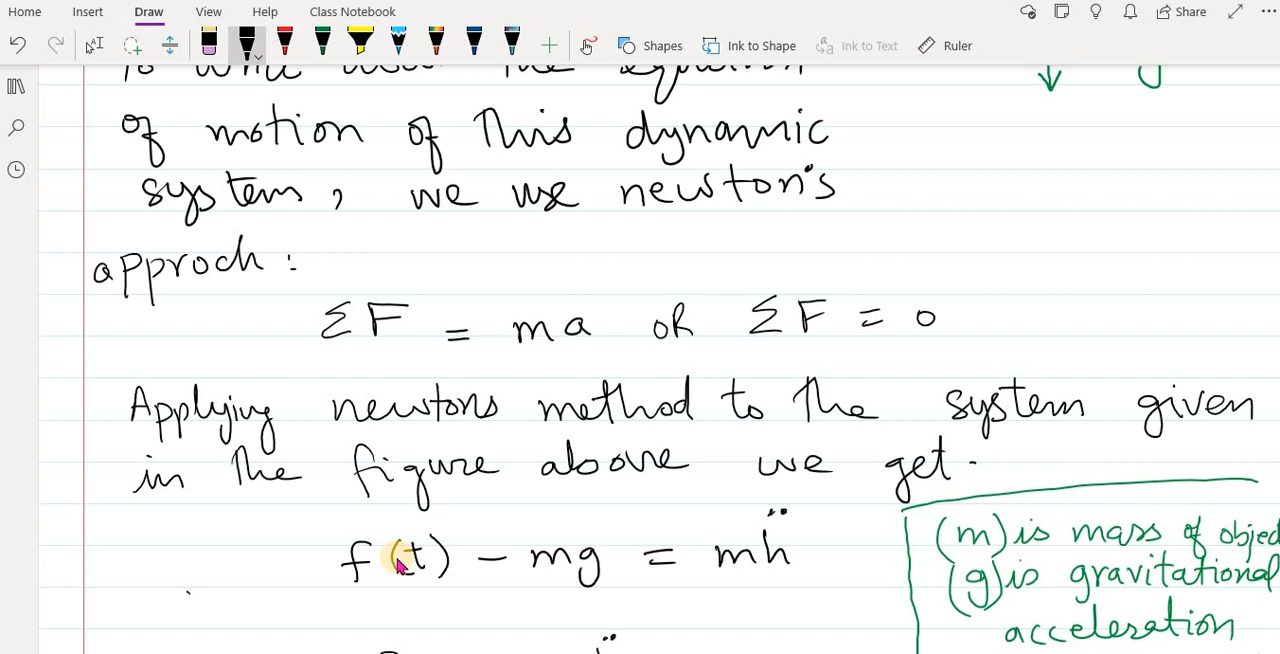 Home Insert Draw View Help Class Notebook
Share
Shapes Ink to Shape Ink to Text Ruler
the equation
of motion of this dynamic
system, we use newton's
approch :
ΣF = ma or ΣF = 0
Applying newtons method to the system given
in the figure above we get.
f(t) - mg = mḧ
(m) is mass of objec
(g) is gravitational
acceleration